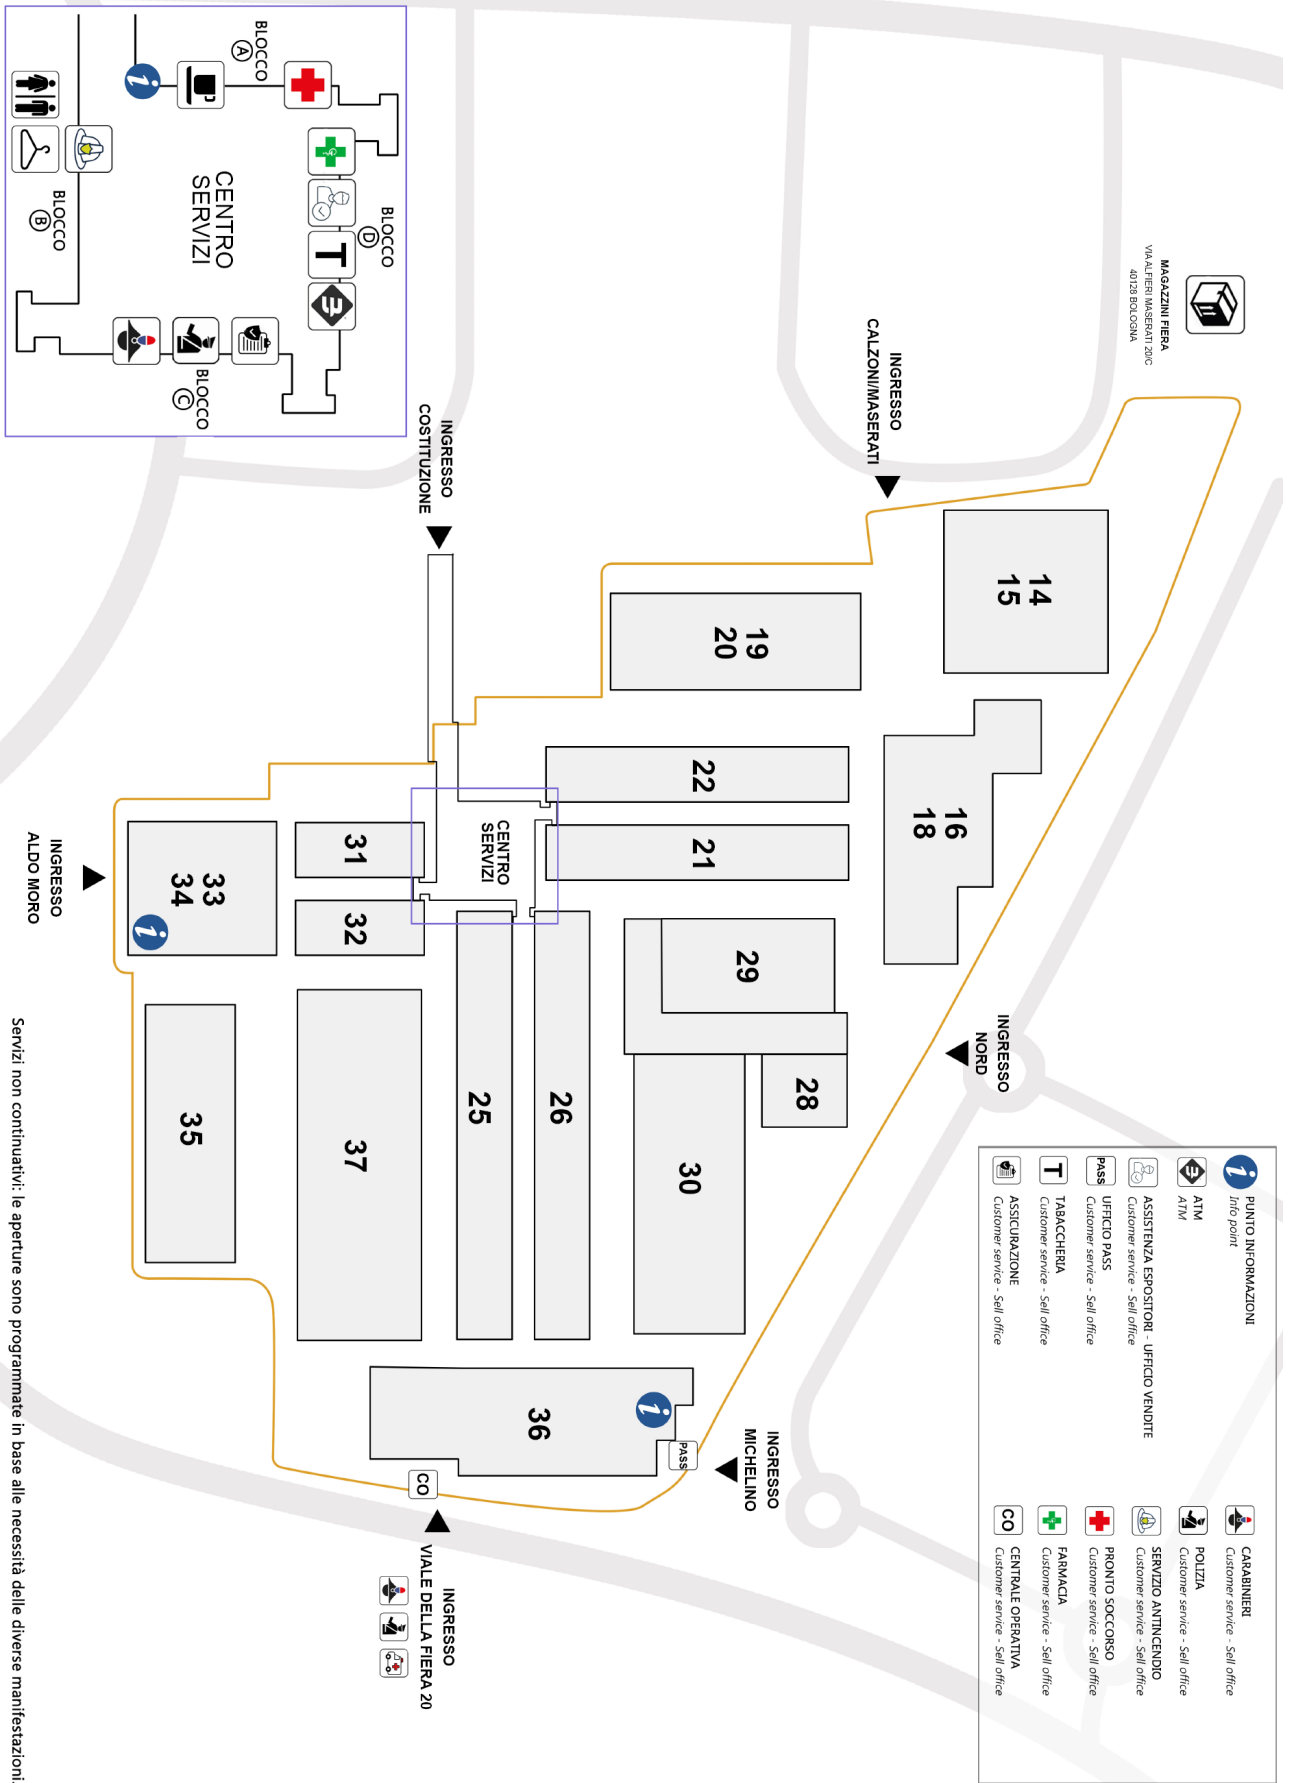 MAGAZZINI FIERA
VIA ALFIERI MASERATI 20/C
40128 BOLOGNA
INGRESSO
CALZONI/MASERATI
INGRESSO
COSTITUZIONE
BLOCCO
A
BLOCCO
D
CENTRO
SERVIZI
BLOCCO
B
BLOCCO
C
T
14
15
19
20
16
18
22
21
CENTRO
SERVIZI
31
32
33
34
INGRESSO
ALDO MORO
29
28
30
26
25
37
35
36
INGRESSO
NORD
INGRESSO
MICHELINO
PASS
CO
INGRESSO
VIALE DELLA FIERA 20
PUNTO INFORMAZIONI
Info point
ATM
ATM
ASSISTENZA ESPOSITORI - UFFICIO VENDITE
Customer service - Sell office
PASS
UFFICIO PASS
Customer service - Sell office
T
TABACCHERIA
Customer service - Sell office
ASSICURAZIONE
Customer service - Sell office
CARABINIERI
Customer service - Sell office
POLIZIA
Customer service - Sell office
SERVIZIO ANTINCENDIO
Customer service - Sell office
PRONTO SOCCORSO
Customer service - Sell office
FARMACIA
Customer service - Sell office
CO
CENTRALE OPERATIVA
Customer service - Sell office
Servizi non continuativi: le aperture sono programmate in base alle necessità delle diverse manifestazioni.